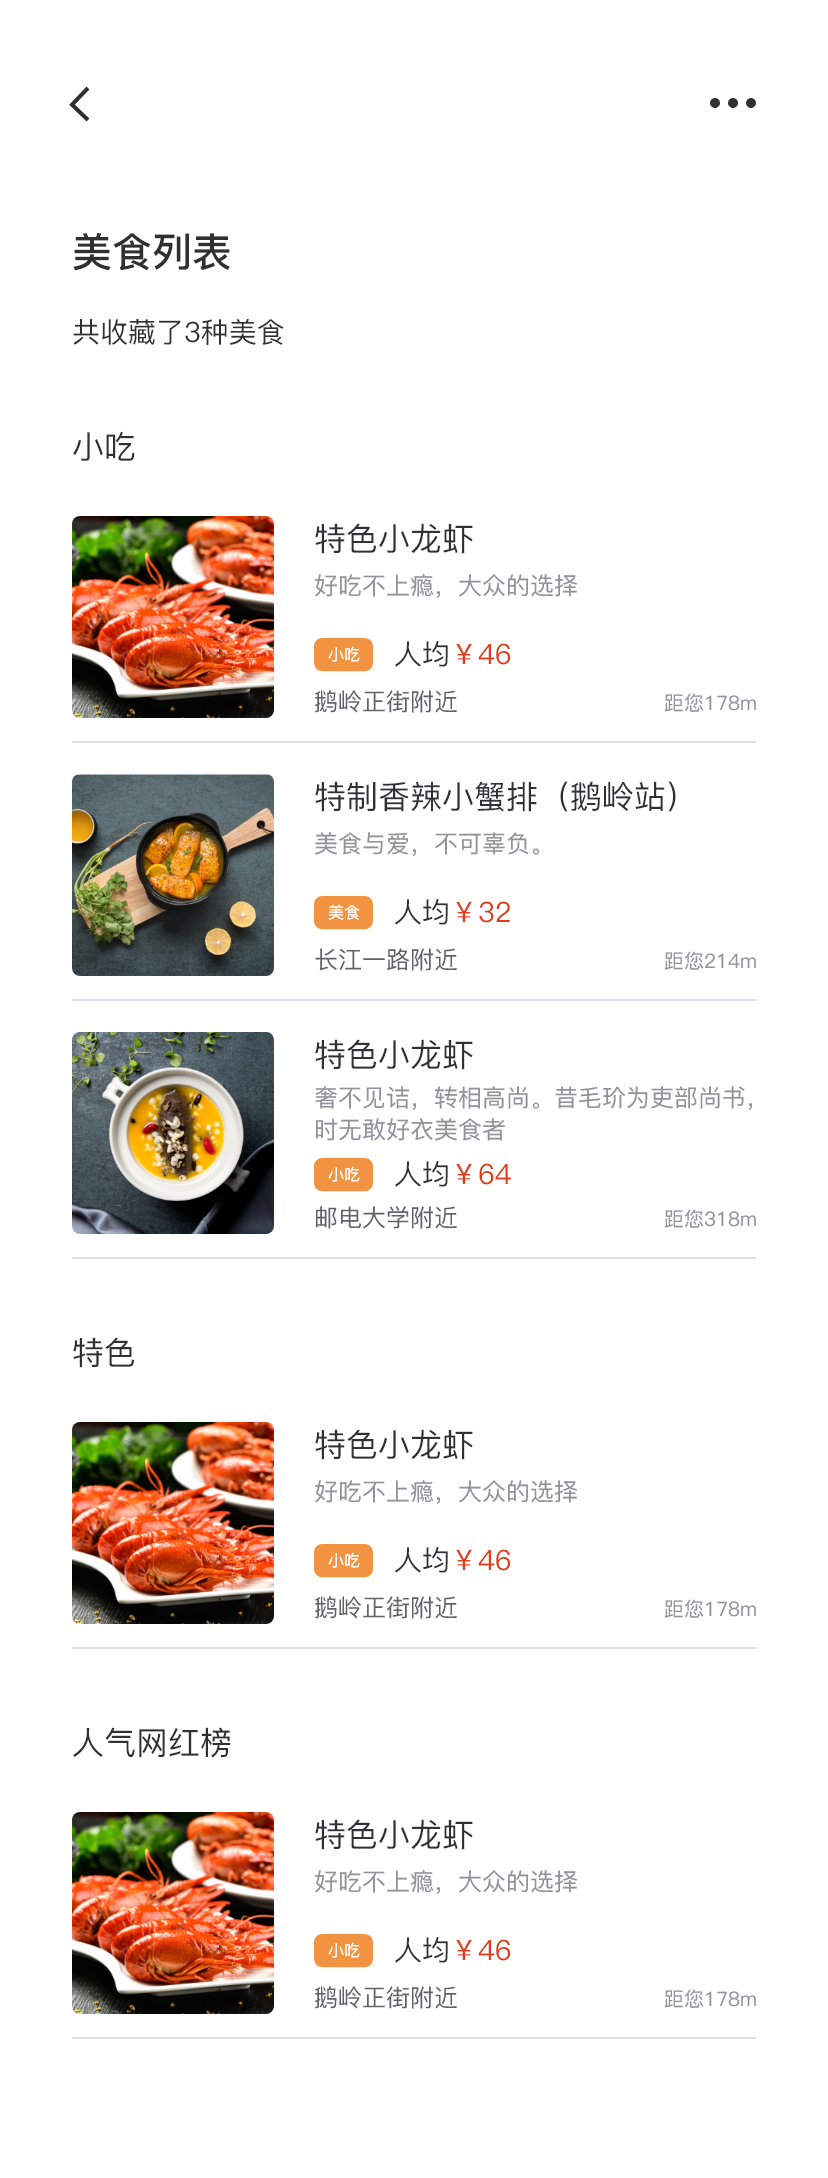 美食列表
共收藏了3种美食
小吃
特色小龙虾
好吃不上瘾，大众的选择
小吃 人均 ¥ 46
鹅岭正街附近 距您178m
特制香辣小蟹排（鹅岭站）
美食与爱，不可辜负。
美食 人均 ¥ 32
长江一路附近 距您214m
特色小龙虾
奢不见诘，转相高尚。昔毛玠为吏部尚书，
时无敢好衣美食者
小吃 人均 ¥ 64
邮电大学附近 距您318m
特色
特色小龙虾
好吃不上瘾，大众的选择
小吃 人均 ¥ 46
鹅岭正街附近 距您178m
人气网红榜
特色小龙虾
好吃不上瘾，大众的选择
小吃 人均 ¥ 46
鹅岭正街附近 距您178m